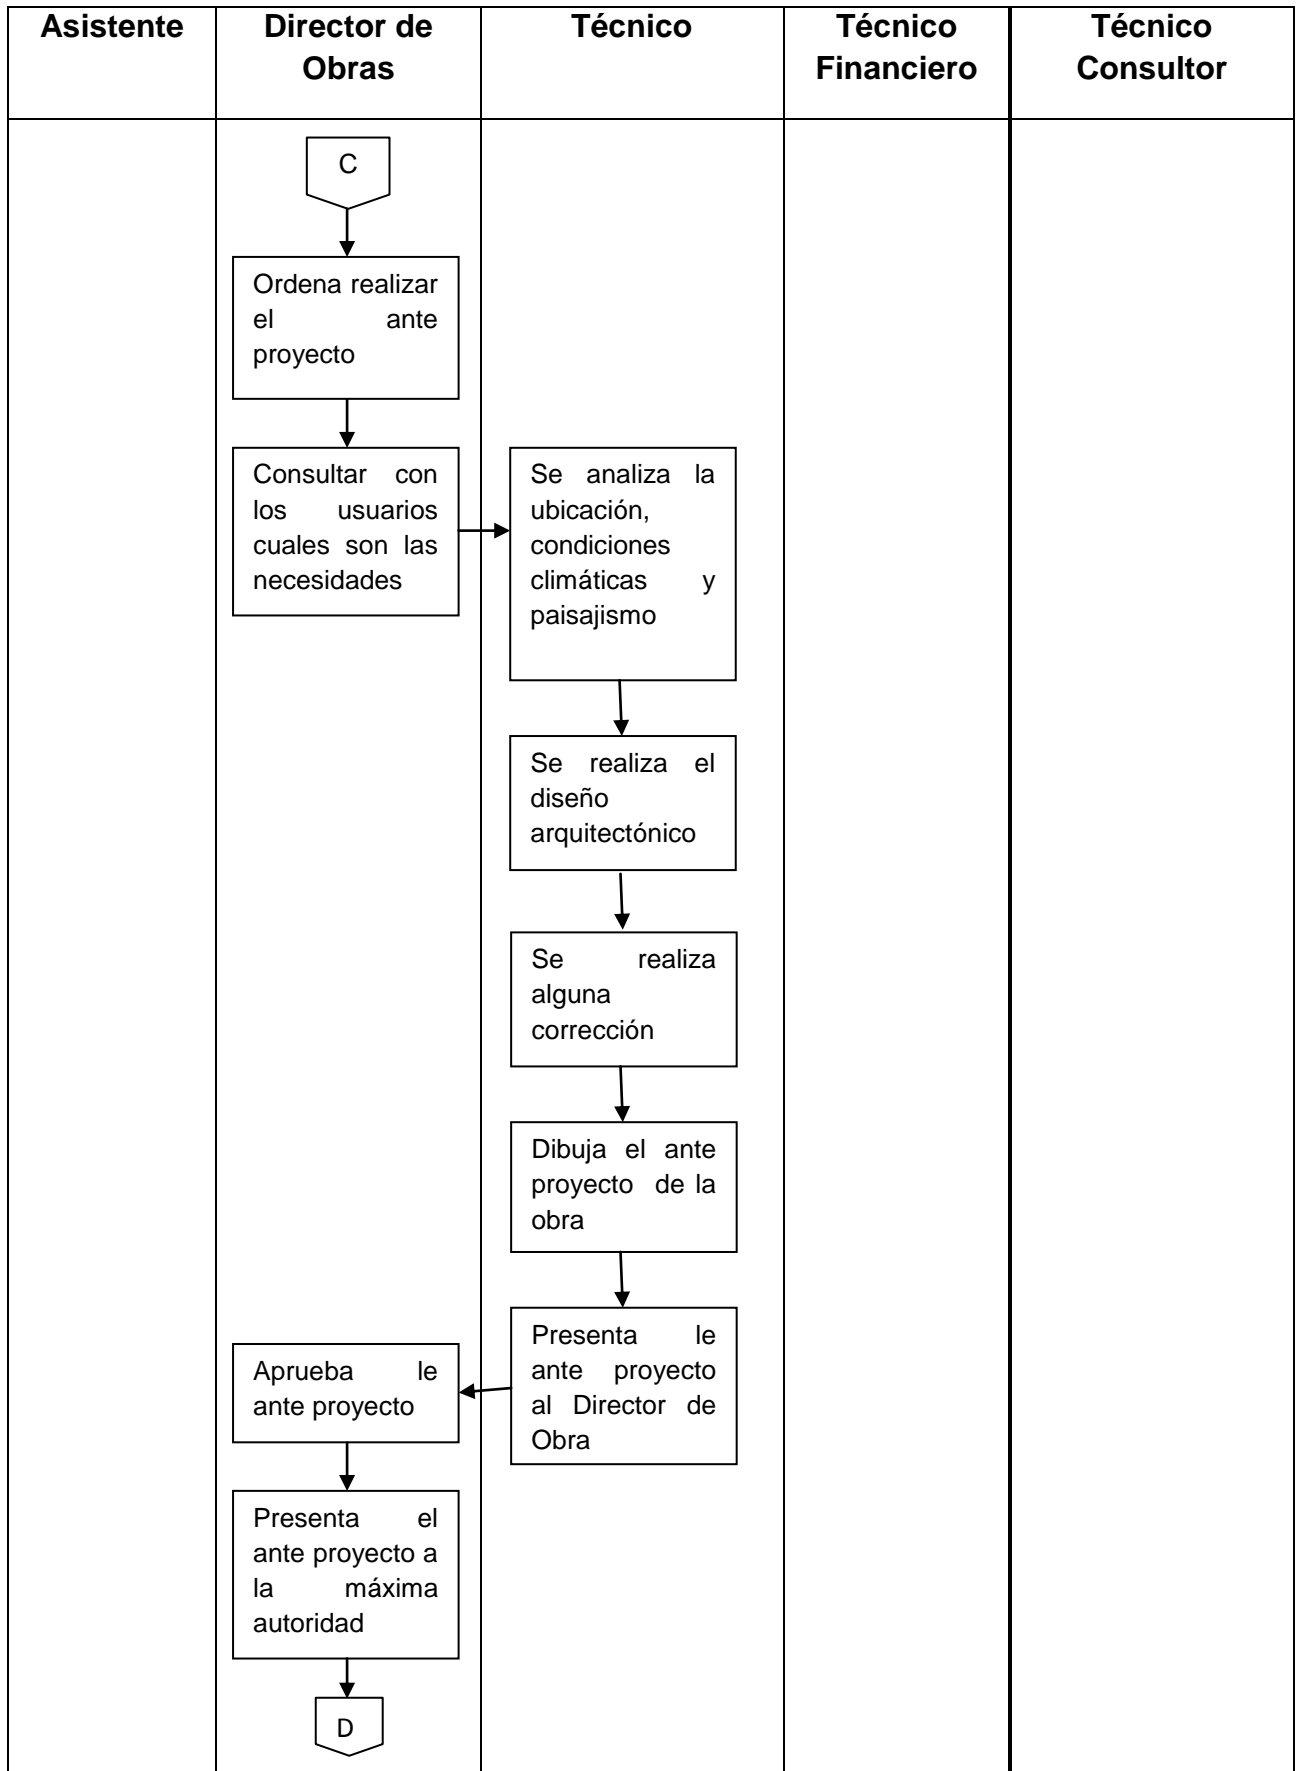 Asistente
Director de
Obras
Técnico
Técnico
Financiero
Técnico
Consultor
C
Ordena realizar
el ante
proyecto
Consultar con
los usuarios
cuales son las
necesidades
Se analiza la
ubicación,
condiciones
climáticas y
paisajismo
Se realiza el
diseño
arquitectónico
Se realiza
alguna
corrección
Dibuja el ante
proyecto de la
obra
Presenta le
ante proyecto
al Director de
Obra
Aprueba le
ante proyecto
Presenta el
ante proyecto a
la máxima
autoridad
D